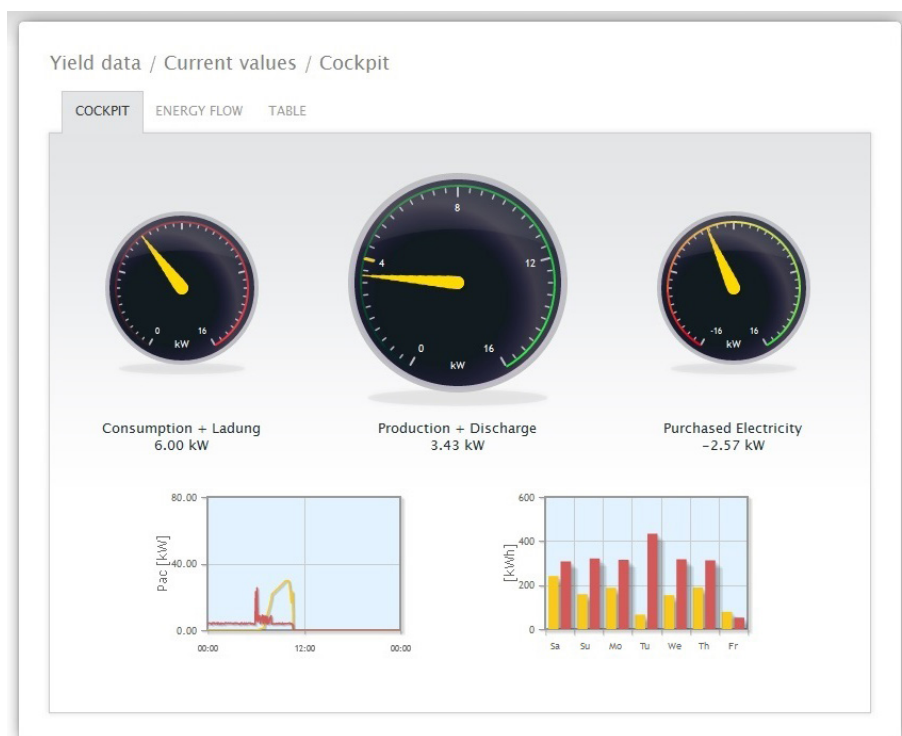 Yield data / Current values / Cockpit
COCKPIT ENERGY FLOW TABLE
8
4 12
0 16
kW
0 16
kW
-16 16
kW
Consumption + Ladung
6.00 kW
Production + Discharge
3.43 kW
Purchased Electricity
-2.57 kW
80.00
40.00
0.00
Pac [kW]
00:00 12:00 00:00
600
400
200
0
[kWh]
Sa Su Mo Tu We Th Fr